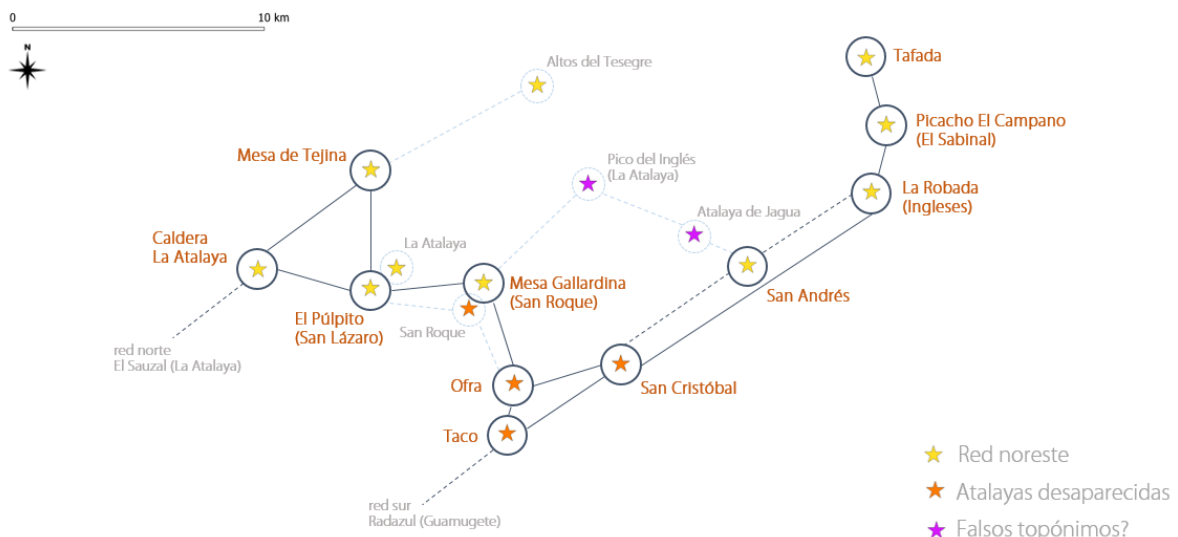 0
10 km
N
Altos del Tesegre
Tafada
Picacho El Campano
(El Sabinal)
Mesa de Tejina
Pico del Inglés
(La Atalaya)
La Robada
(Ingleses)
Atalaya de Jagua
Caldera
La Atalaya
La Atalaya
Mesa Gallardina
(San Roque)
San Andrés
El Púlpito
(San Lázaro)
San Roque
red norte
El Sauzal (La Atalaya)
Ofra
San Cristóbal
Taco
red sur
Radazul (Guamugete)
Red noreste
Atalayas desaparecidas
Falsos topónimos?